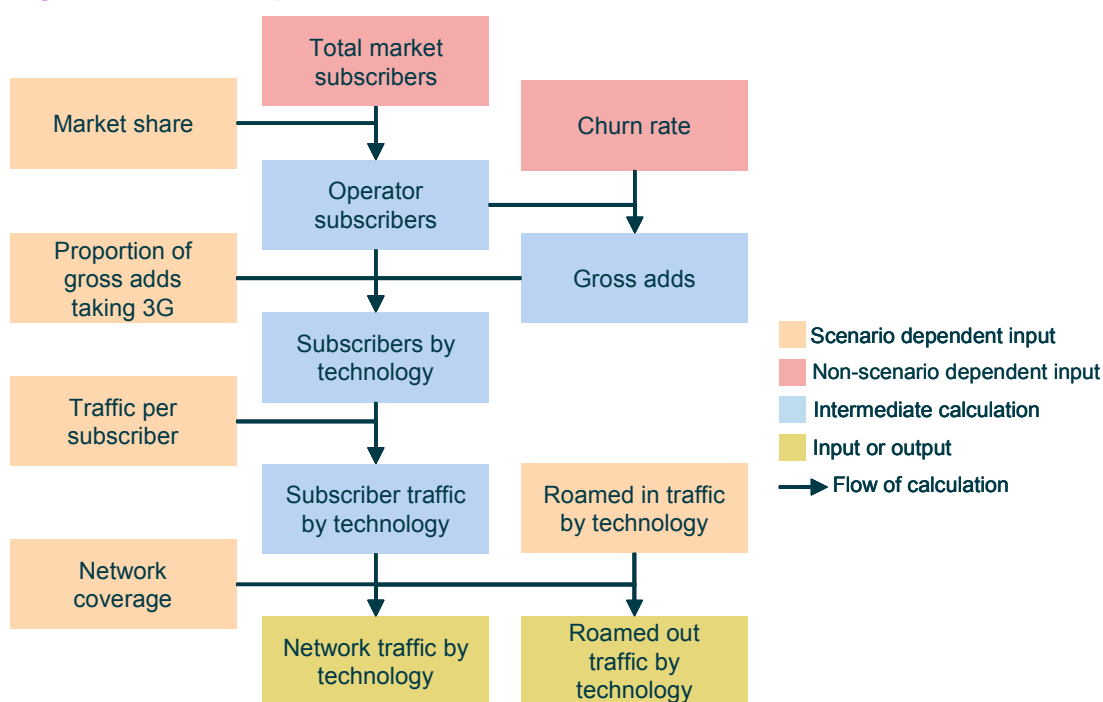 Total market
subscribers
Market share
Churn rate
Operator
subscribers
Proportion of
gross adds
taking 3G
Gross adds
Subscribers by
technology
Scenario dependent input
Non-scenario dependent input
Intermediate calculation
Input or output
Flow of calculation
Traffic per
subscriber
Subscriber traffic
by technology
Roamed in traffic
by technology
Network
coverage
Network traffic by
technology
Roamed out
traffic by
technology